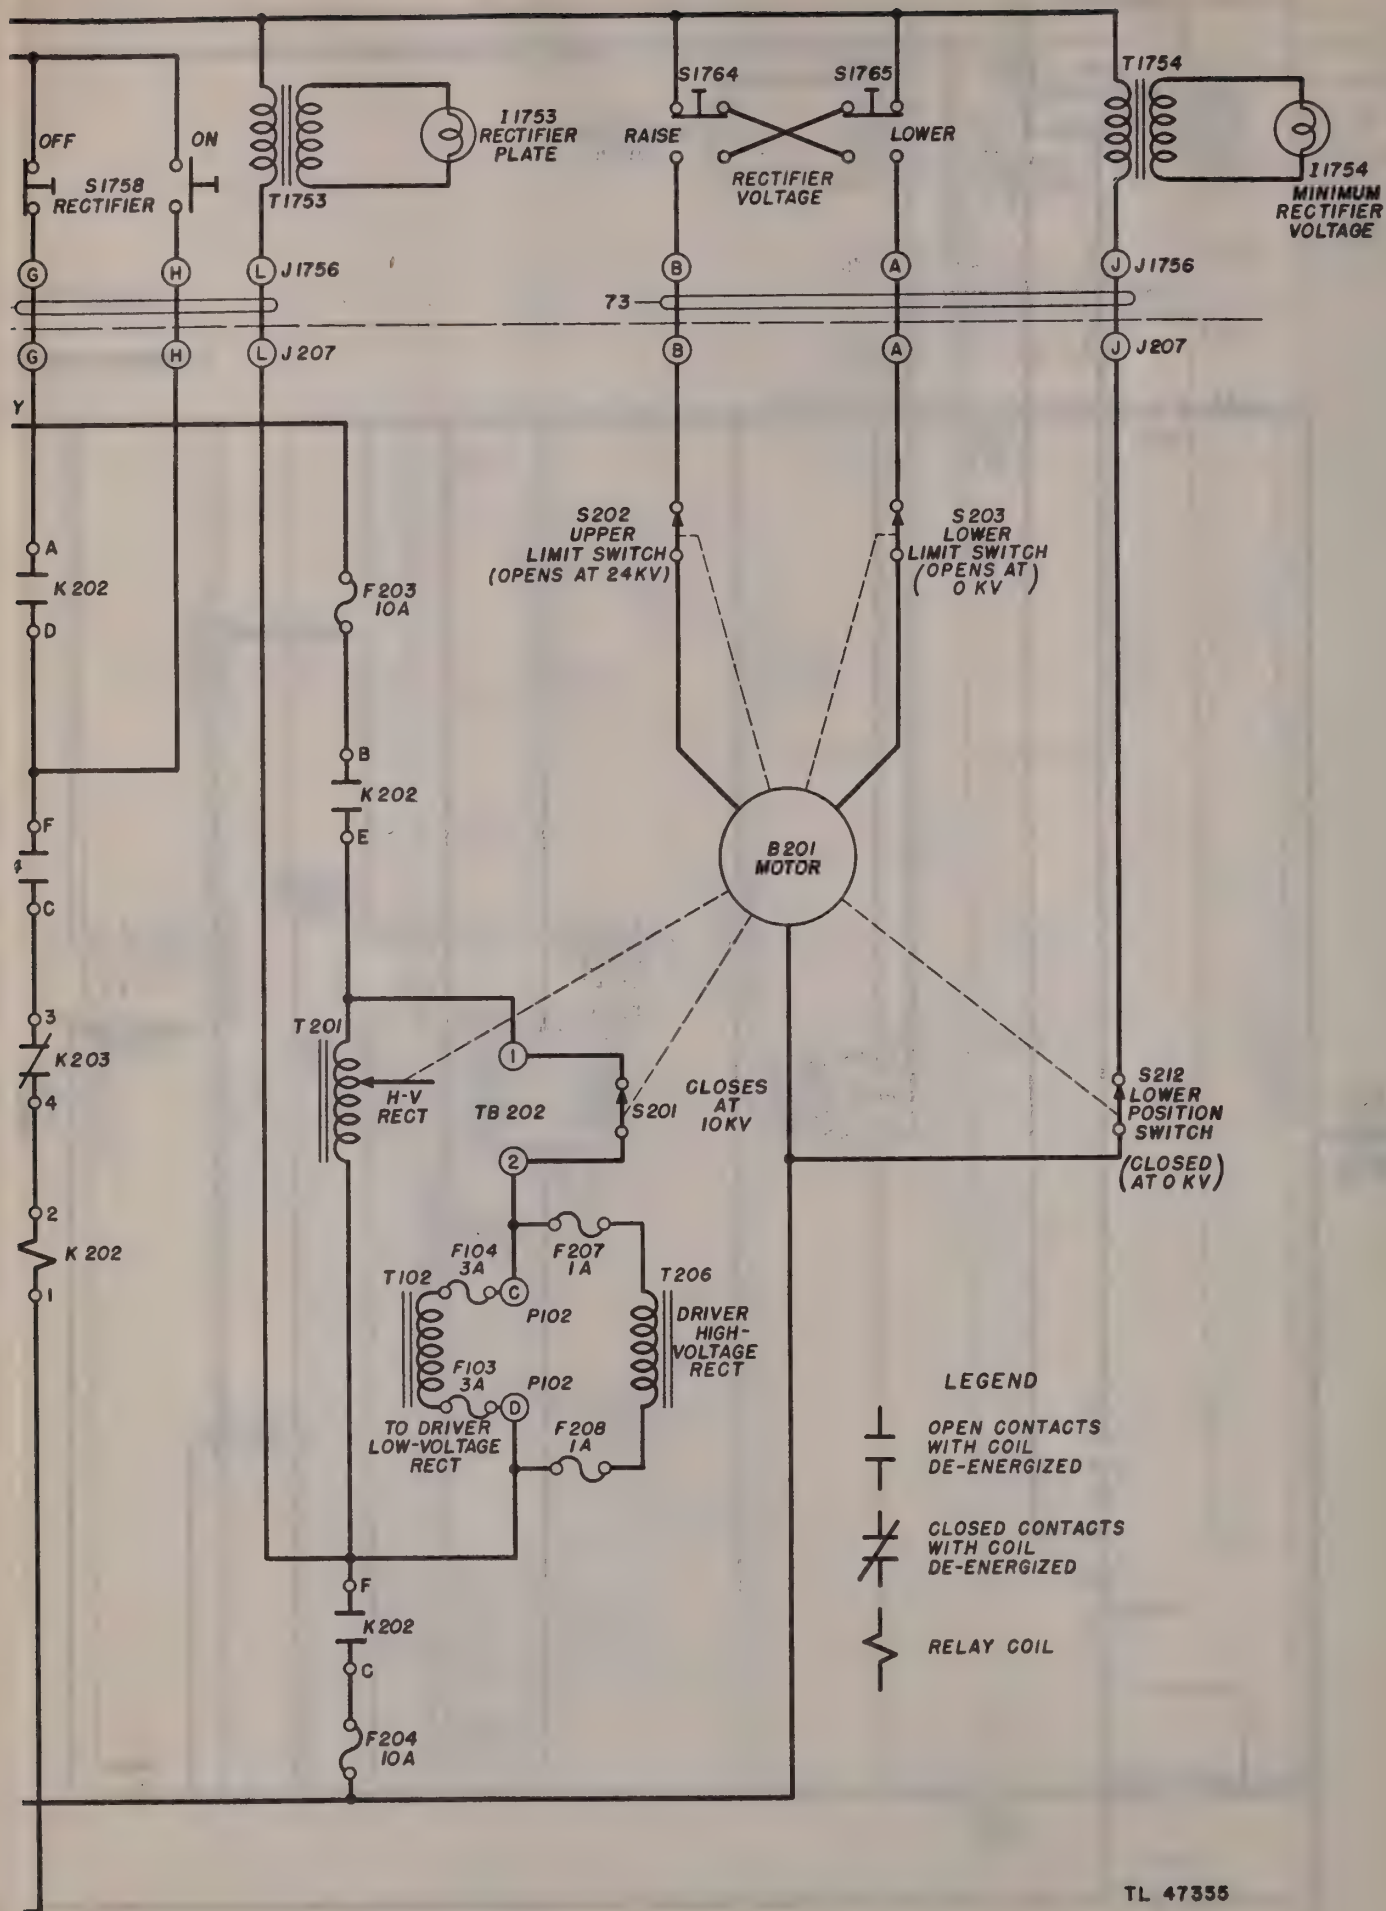 OFF
ON
S1758
RECTIFIER
T1753
I1753
RECTIFIER
PLATE
S1764
S1765
RAISE
LOWER
RECTIFIER
VOLTAGE
T1754
I1754
MINIMUM
RECTIFIER
VOLTAGE
G
H
L
J1756
B
A
J
J1756
73
G
H
L
J207
B
A
J
J207
Y
A
K202
D
F203
10A
S202
UPPER
LIMIT SWITCH
(OPENS AT 24KV)
S203
LOWER
LIMIT SWITCH
(OPENS AT)
0 KV
B
K202
E
F
C
B201
MOTOR
3
K203
4
T201
H-V
RECT
1
TB202
2
S201
CLOSES
AT
10KV
S212
LOWER
POSITION
SWITCH
(CLOSED
AT 0 KV)
2
K202
1
F104
3A
F207
1A
T102
C
P102
T206
DRIVER
HIGH-
VOLTAGE
RECT
F103
3A
P102
D
TO DRIVER
LOW-VOLTAGE
RECT
F208
1A
LEGEND
OPEN CONTACTS
WITH COIL
DE-ENERGIZED
CLOSED CONTACTS
WITH COIL
DE-ENERGIZED
RELAY COIL
F
K202
C
F204
10A
TL 47355